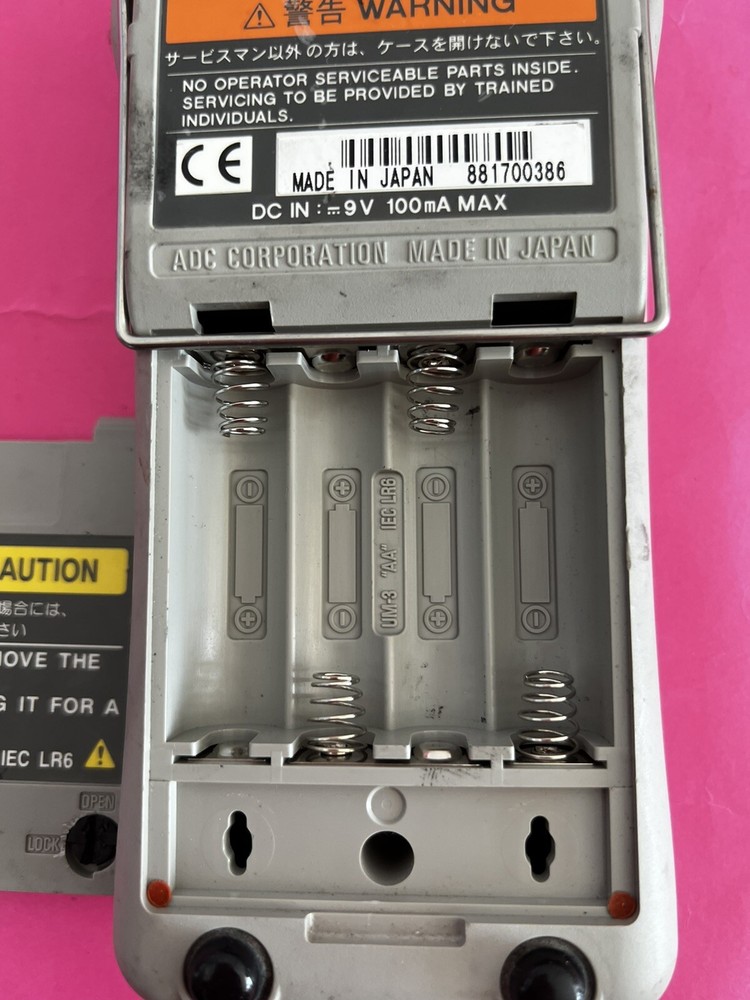 ⚠ 警告 WARNING
サービスマン以外の方は、ケースを開けないで下さい。
NO OPERATOR SERVICEABLE PARTS INSIDE.
SERVICING TO BE PROVIDED BY TRAINED
INDIVIDUALS.
CE
MADE IN JAPAN 881700386
DC IN : ⎓ 9V 100mA MAX
ADC CORPORATION MADE IN JAPAN
UM-3 "AA" IEC LR6
AUTION
場合には、
さい
MOVE THE
G IT FOR A
IEC LR6 ⚠
OPEN
LOCK